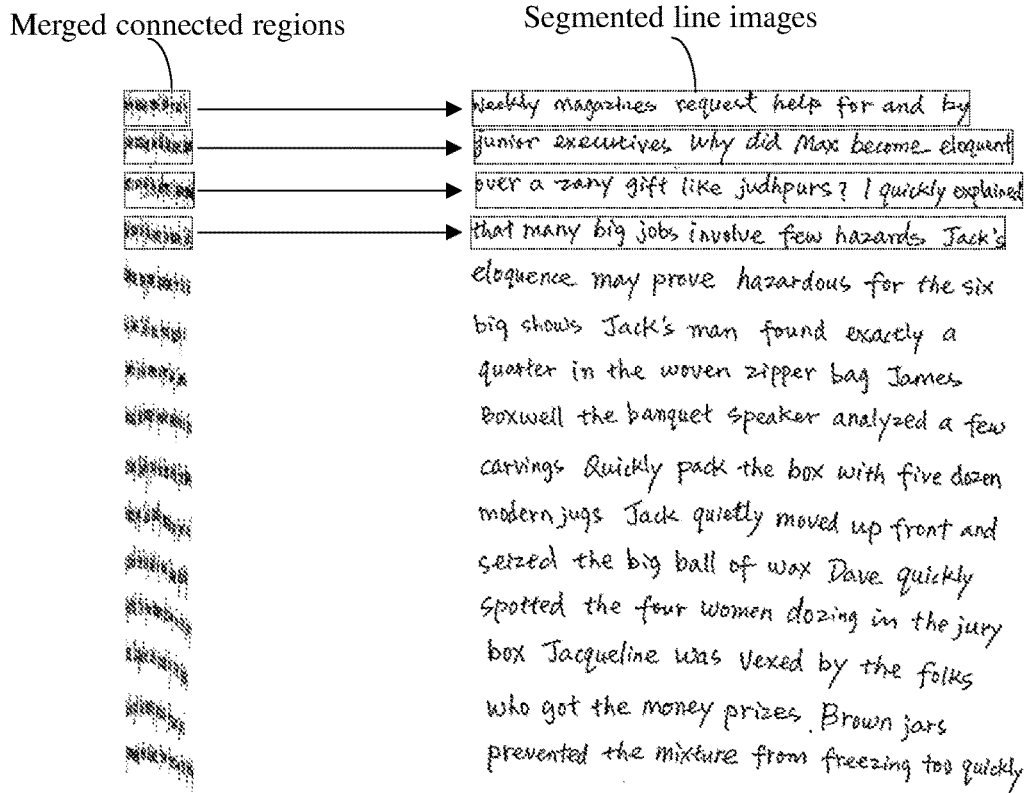 Merged connected regions
Segmented line images
weekly magazines request help for and by
junior executives Why did Max become eloquent
over a zany gift like judhpurs? I quickly explained
that many big jobs involve few hazards Jack's
eloquence may prove hazardous for the six
big shows Jack's man found exactly a
quarter in the woven zipper bag James
Boxwell the banquet speaker analyzed a few
carvings Quickly pack the box with five dozen
modern jugs Jack quietly moved up front and
seized the big ball of wax Dave quickly
spotted the four women dozing in the jury
box Jacqueline was vexed by the folks
who got the money prizes. Brown jars
prevented the mixture from freezing too quickly